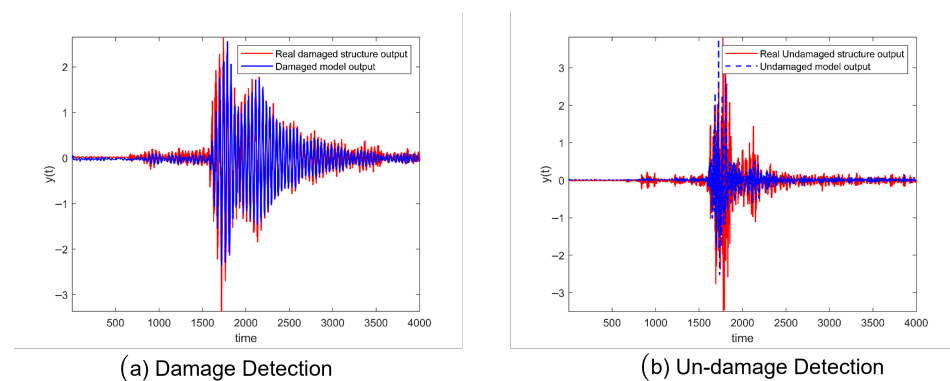 Real damaged structure output
Damaged model output
2
1
0
−1
−2
−3
y(t)
500 1000 1500 2000 2500 3000 3500 4000
time
(a) Damage Detection
Real Undamaged structure output
Undamaged model output
3
2
1
0
−1
−2
−3
y(t)
500 1000 1500 2000 2500 3000 3500 4000
time
(b) Un-damage Detection